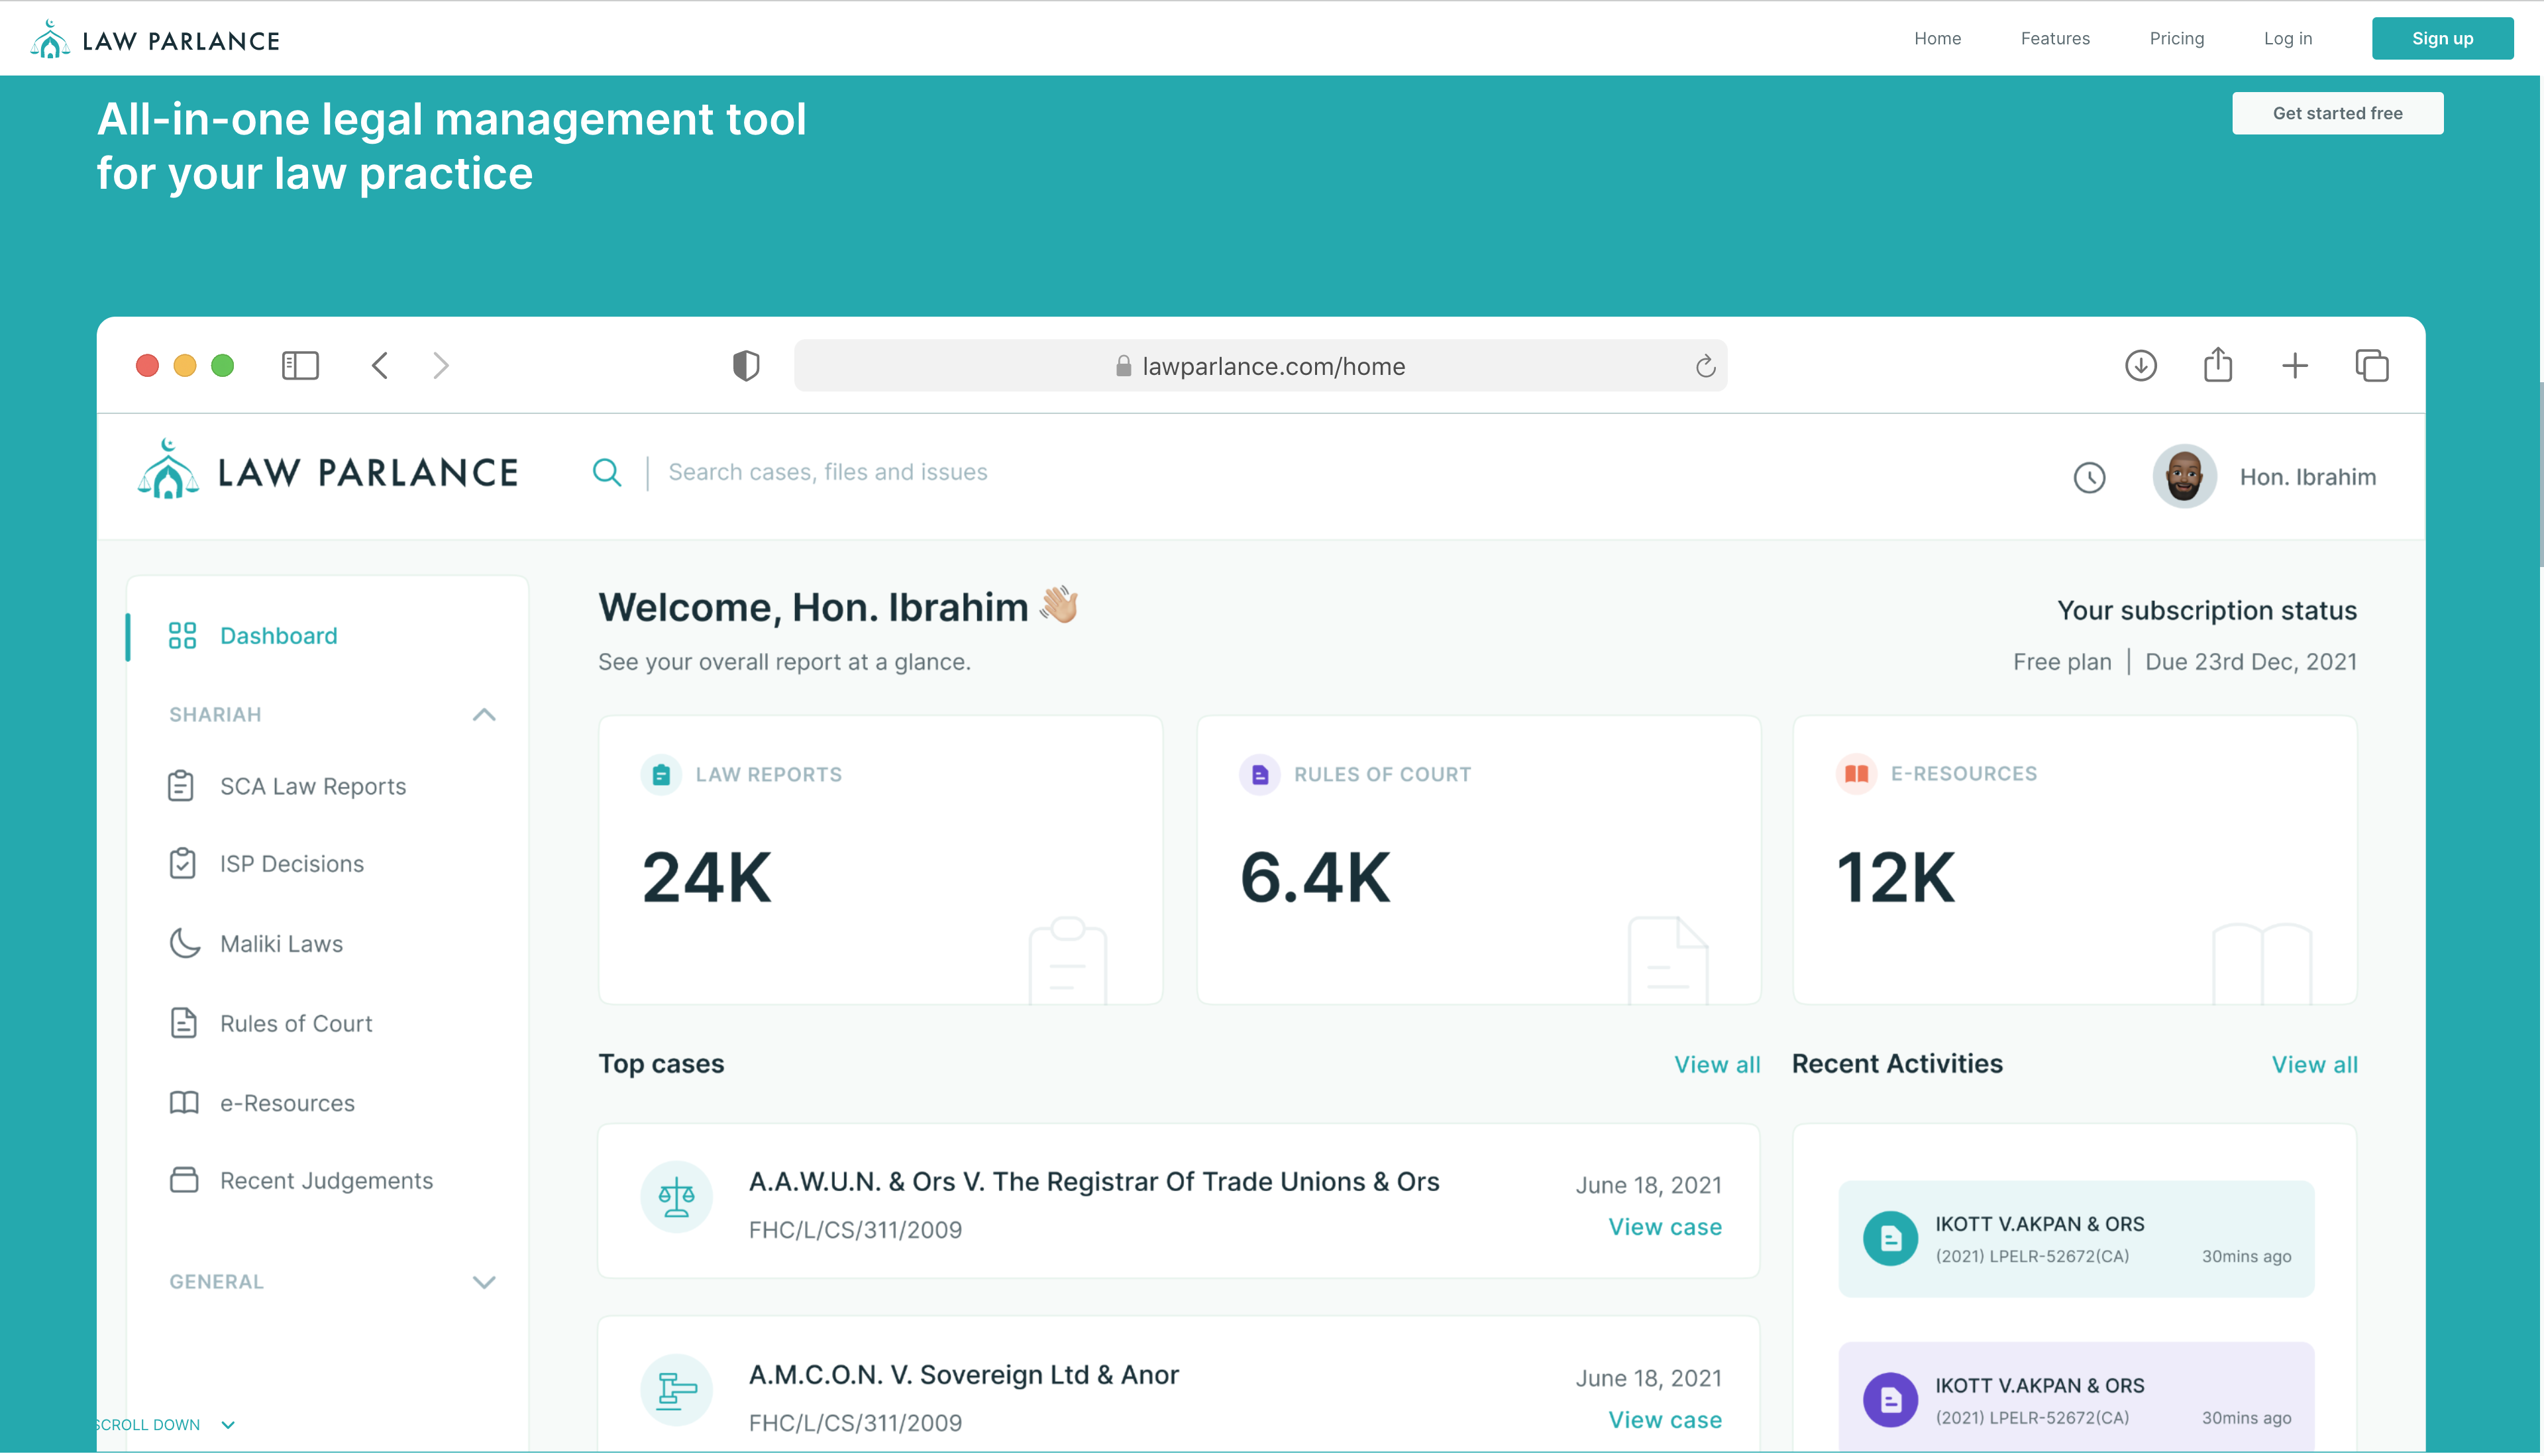 LAW PARLANCE
Home
Features
Pricing
Log in
Sign up
All-in-one legal management tool
for your law practice
Get started free
lawparlance.com/home
LAW PARLANCE
Search cases, files and issues
Hon. Ibrahim
Dashboard
SHARIAH
SCA Law Reports
ISP Decisions
Maliki Laws
Rules of Court
e-Resources
Recent Judgements
GENERAL
SCROLL DOWN
Welcome, Hon. Ibrahim 👋🏼
See your overall report at a glance.
Your subscription status
Free plan | Due 23rd Dec, 2021
LAW REPORTS
24K
RULES OF COURT
6.4K
E-RESOURCES
12K
Top cases
View all
A.A.W.U.N. & Ors V. The Registrar Of Trade Unions & Ors
June 18, 2021
FHC/L/CS/311/2009
View case
A.M.C.O.N. V. Sovereign Ltd & Anor
June 18, 2021
FHC/L/CS/311/2009
View case
Recent Activities
View all
IKOTT V.AKPAN & ORS
(2021) LPELR-52672(CA)
30mins ago
IKOTT V.AKPAN & ORS
(2021) LPELR-52672(CA)
30mins ago